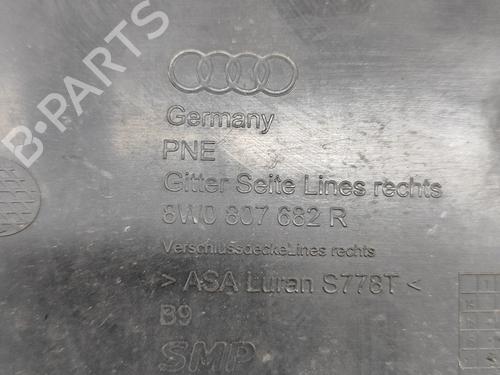 B-PARTS
Germany
PNE
Gitter Seite Lines rechts
8W0 807 682 R
VerschlussdeckeLines rechts
> ASA Luran S778T <
B9
SMP